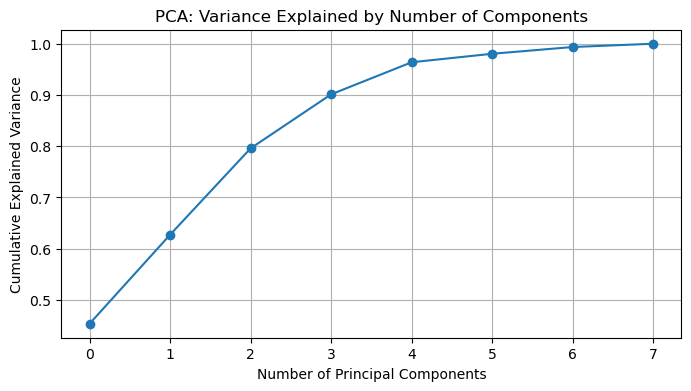 PCA: Variance Explained by Number of Components
Cumulative Explained Variance
1.0
0.9
0.8
0.7
0.6
0.5
0 1 2 3 4 5 6 7
Number of Principal Components